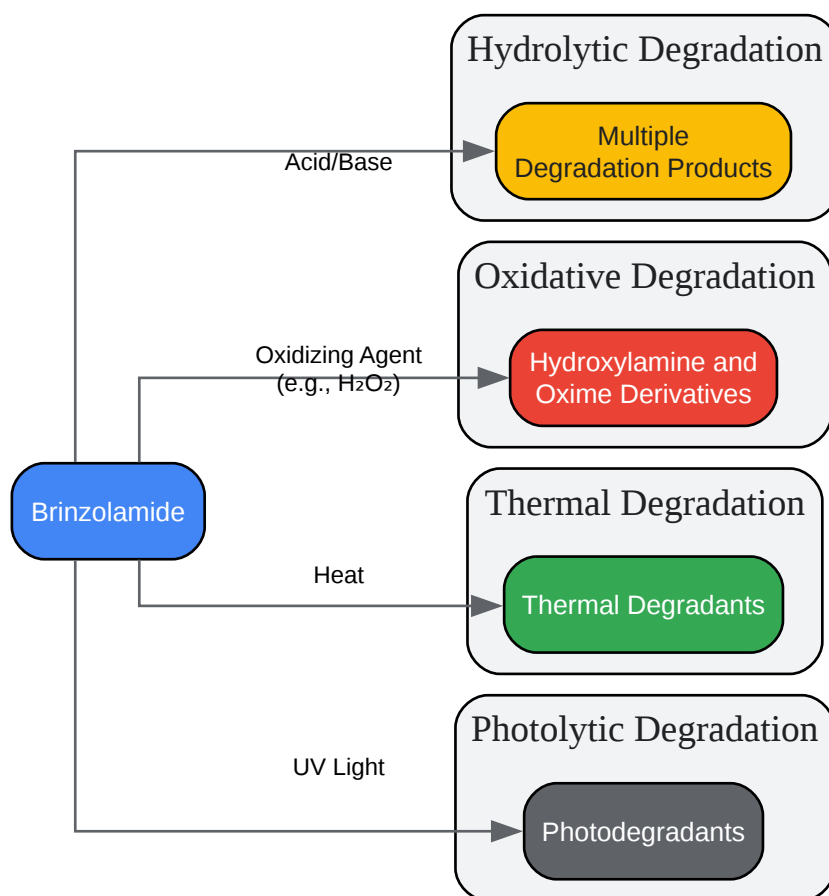 Hydrolytic Degradation
Multiple
Degradation Products
Acid/Base
Oxidative Degradation
Oxidizing Agent
(e.g., H₂O₂)
Hydroxylamine and
Oxime Derivatives
Brinzolamide
Thermal Degradation
Heat
Thermal Degradants
Photolytic Degradation
UV Light
Photodegradants